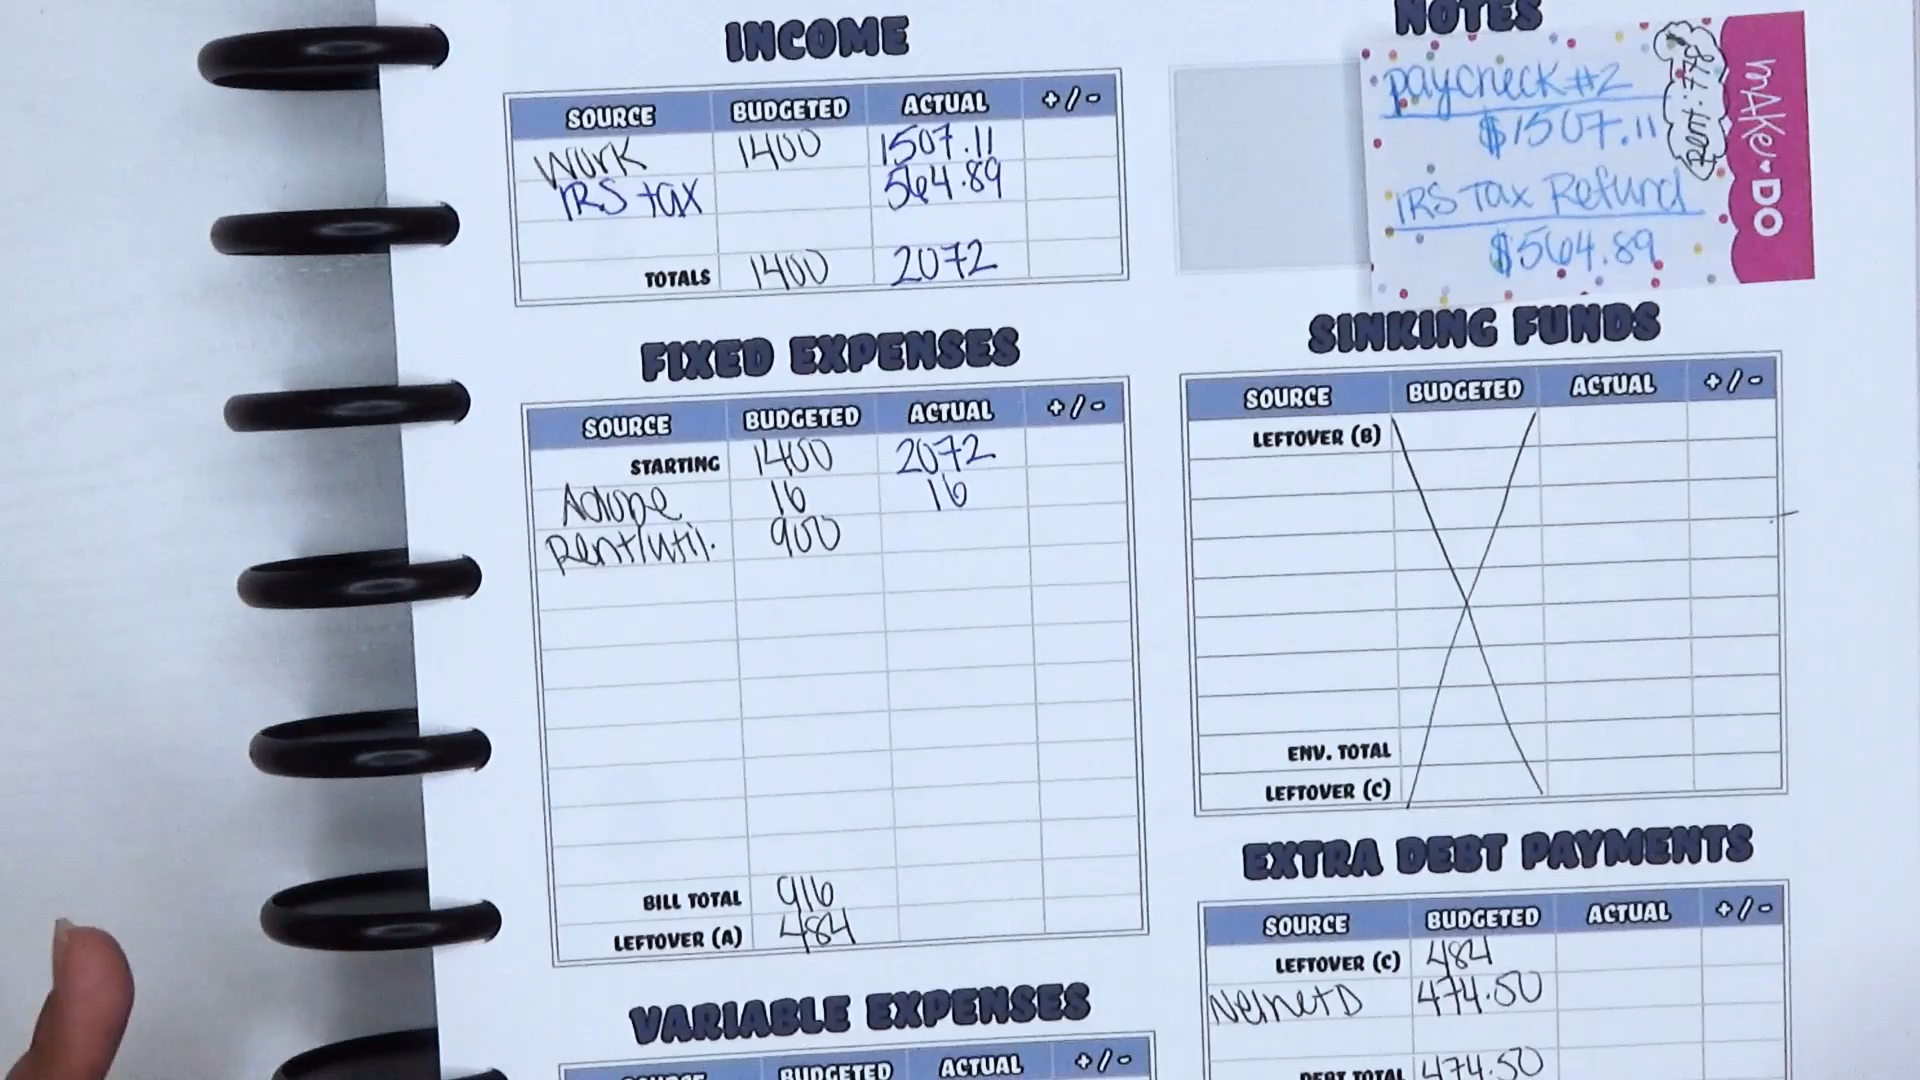 INCOME
SOURCE BUDGETED ACTUAL +/-
Work 1400 1507.11
IRS tax 564.89
TOTALS 1400 2072
FIXED EXPENSES
SOURCE BUDGETED ACTUAL +/-
STARTING 1400 2072
Adobe 16 16
Rent/util. 900
BILL TOTAL 916
LEFTOVER (A) 484
VARIABLE EXPENSES
SOURCE BUDGETED ACTUAL +/-
NOTES
paycheck #2
$1507.11
IRS Tax Refund
$564.89
mAKe DO
SINKING FUNDS
SOURCE BUDGETED ACTUAL +/-
LEFTOVER (B)
ENV. TOTAL
LEFTOVER (C)
EXTRA DEBT PAYMENTS
SOURCE BUDGETED ACTUAL +/-
LEFTOVER (C) 484
Nelnet D 474.50
DEBT TOTAL 474.50